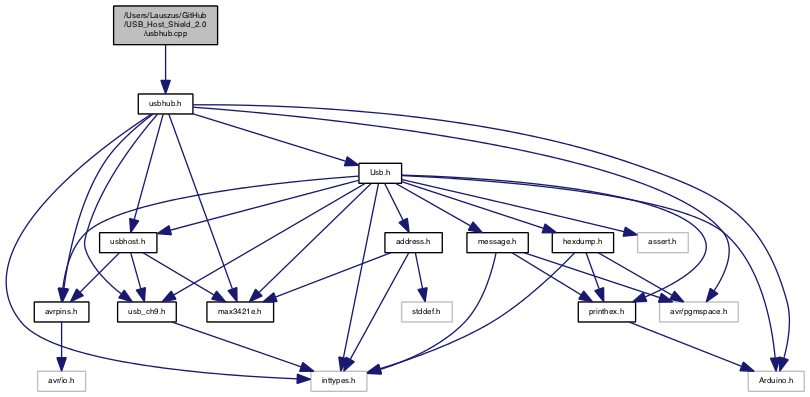 /Users/Lauszus/GitHub
/USB_Host_Shield_2.0
/usbhub.cpp
usbhub.h
Usb.h
usbhost.h
address.h
message.h
hexdump.h
assert.h
avrpins.h
usb_ch9.h
max3421e.h
stddef.h
printhex.h
avr/pgmspace.h
avr/io.h
inttypes.h
Arduino.h